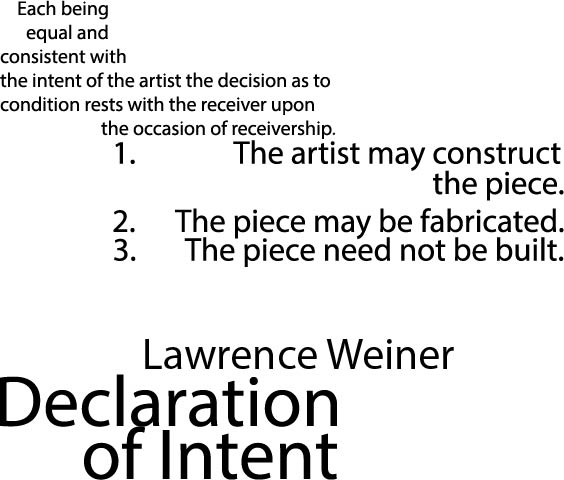 Each being
equal and
consistent with
the intent of the artist the decision as to
condition rests with the receiver upon
the occasion of receivership.
1. The artist may construct
the piece.
2. The piece may be fabricated.
3. The piece need not be built.
Lawrence Weiner
Declaration
of Intent